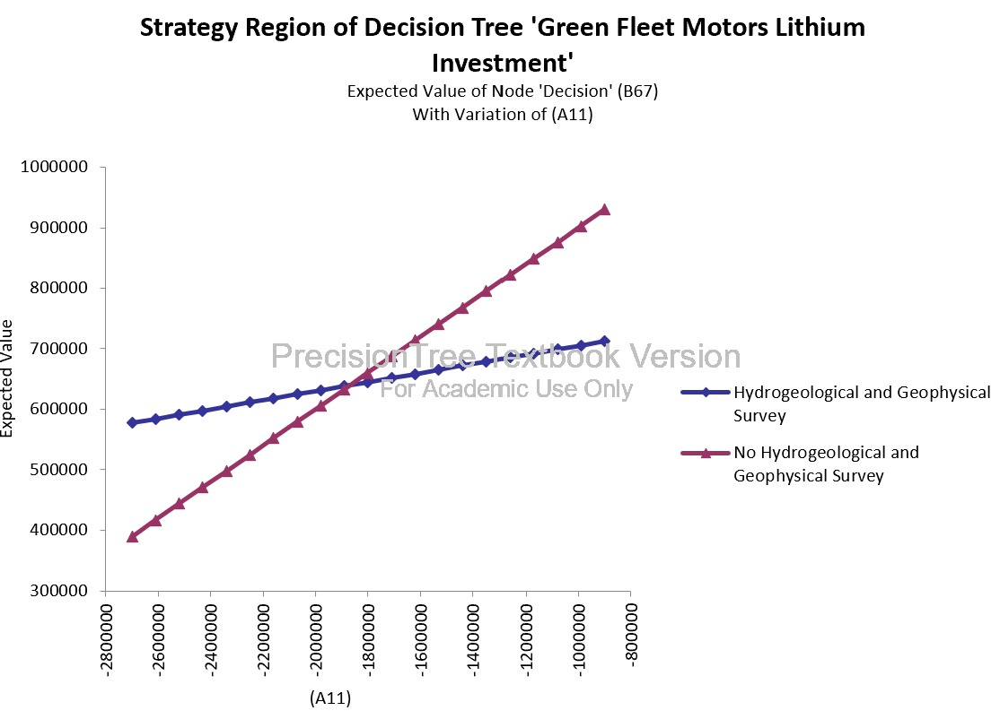 Strategy Region of Decision Tree 'Green Fleet Motors Lithium
Investment'
Expected Value of Node 'Decision' (B67)
With Variation of (A11)
1000000
900000
800000
700000
600000
500000
400000
300000
Expected Value
PrecisionTree Textbook Version
For Academic Use Only
Hydrogeological and Geophysical
Survey
No Hydrogeological and
Geophysical Survey
-2800000
-2600000
-2400000
-2200000
-2000000
-1800000
-1600000
-1400000
-1200000
-1000000
-800000
(A11)